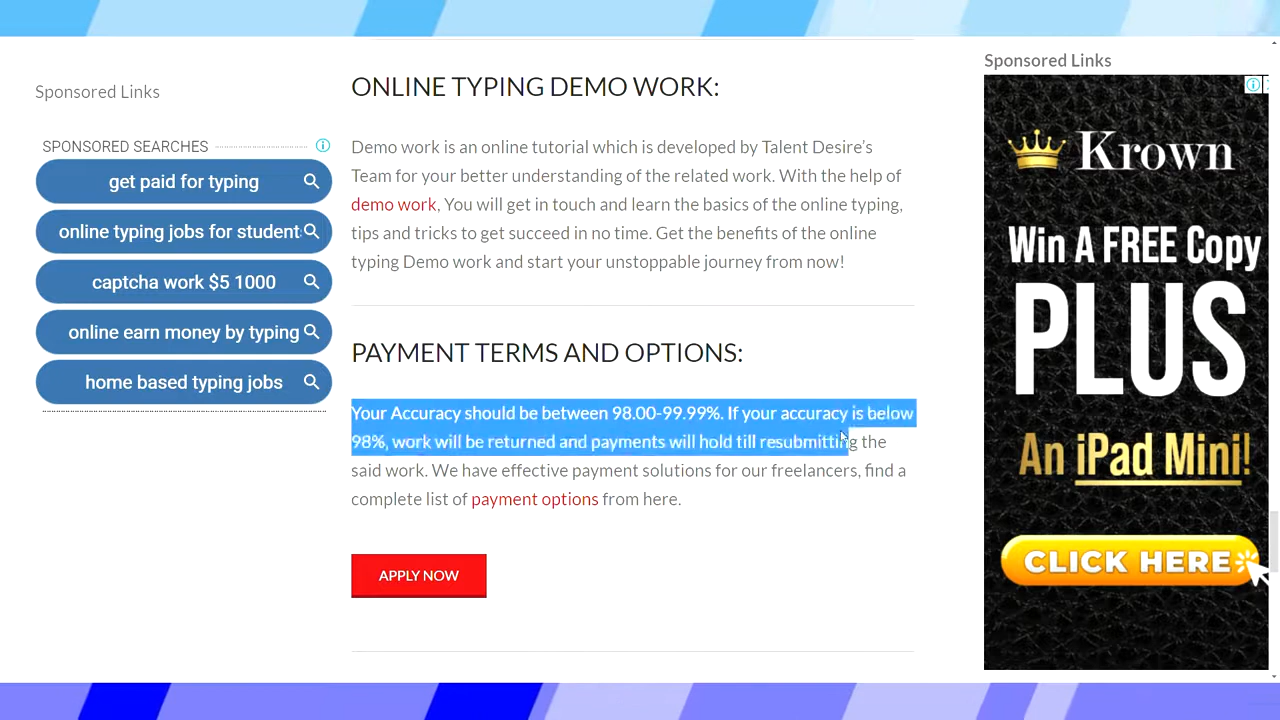 Sponsored Links
SPONSORED SEARCHES
get paid for typing
online typing jobs for student
captcha work $5 1000
online earn money by typing
home based typing jobs
ONLINE TYPING DEMO WORK:
Demo work is an online tutorial which is developed by Talent Desire's
Team for your better understanding of the related work. With the help of
demo work, You will get in touch and learn the basics of the online typing,
tips and tricks to get succeed in no time. Get the benefits of the online
typing Demo work and start your unstoppable journey from now!
PAYMENT TERMS AND OPTIONS:
Your Accuracy should be between 98.00-99.99%. If your accuracy is below
98%, work will be returned and payments will hold till resubmitting the
said work. We have effective payment solutions for our freelancers, find a
complete list of payment options from here.
APPLY NOW
Sponsored Links
Krown
Win A FREE Copy
PLUS
An iPad Mini!
CLICK HERE